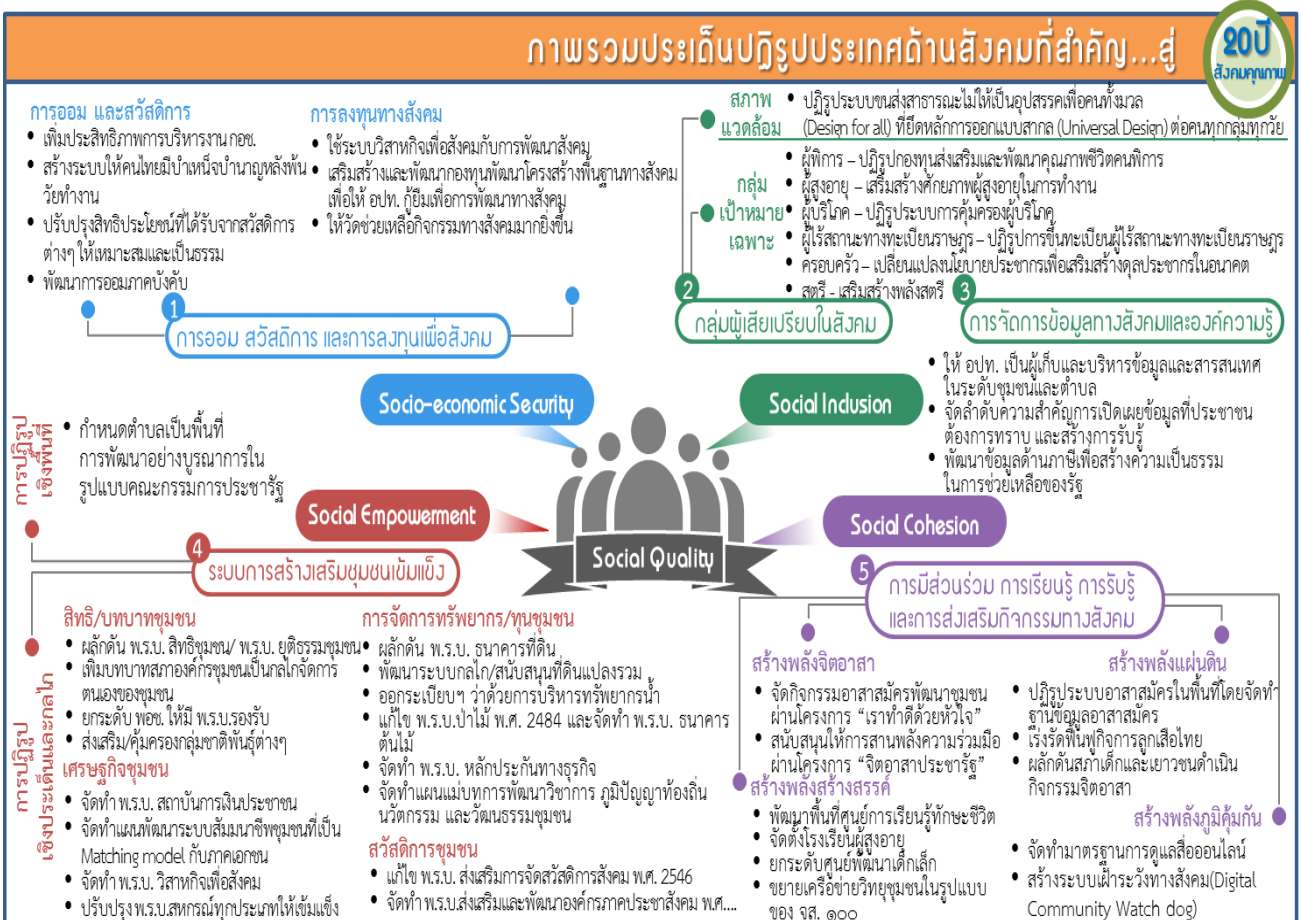 ภาพรวมประเด็นปฏิรูปประเทศด้านสังคมที่สำคัญ...สู่
20ปี
สังคมคุณภาพ
การออม และสวัสดิการ
• เพิ่มประสิทธิภาพการบริหารงาน กอช.
• สร้างระบบให้คนไทยมีบำเหน็จบำนาญหลังพ้น
วัยทำงาน
• ปรับปรุงสิทธิประโยชน์ที่ได้รับจากสวัสดิการ
ต่างๆ ให้เหมาะสมและเป็นธรรม
• พัฒนาการออมภาคบังคับ
การลงทุนทางสังคม
• ใช้ระบบวิสาหกิจเพื่อสังคมกับการพัฒนาสังคม
• เสริมสร้างและพัฒนากองทุนพัฒนาโครงสร้างพื้นฐานทางสังคม
เพื่อให้ อปท. กู้ยืมเพื่อการพัฒนาทางสังคม
• ให้วัดช่วยเหลือกิจกรรมทางสังคมมากยิ่งขึ้น
1
การออม สวัสดิการ และการลงทุนเพื่อสังคม
สภาพ
แวดล้อม
• ปฏิรูประบบขนส่งสาธารณะไม่ให้เป็นอุปสรรคเพื่อคนทั้งมวล
(Design for all) ที่ยึดหลักการออกแบบสากล (Universal Design) ต่อคนทุกกลุ่มทุกวัย
กลุ่ม
เป้าหมาย
เฉพาะ
• ผู้พิการ – ปฏิรูปกองทุนส่งเสริมและพัฒนาคุณภาพชีวิตคนพิการ
• ผู้สูงอายุ – เสริมสร้างศักยภาพผู้สูงอายุในการทำงาน
• ผู้บริโภค – ปฏิรูประบบการคุ้มครองผู้บริโภค
• ผู้ไร้สถานะทางทะเบียนราษฎร – ปฏิรูปการขึ้นทะเบียนผู้ไร้สถานะทางทะเบียนราษฎร
• ครอบครัว – เปลี่ยนแปลงนโยบายประชากรเพื่อเสริมสร้างดุลประชากรในอนาคต
• สตรี - เสริมสร้างพลังสตรี
2
กลุ่มผู้เสียเปรียบในสังคม
3
การจัดการข้อมูลทางสังคมและองค์ความรู้
• ให้ อปท. เป็นผู้เก็บและบริหารข้อมูลและสารสนเทศ
ในระดับชุมชนและตำบล
• จัดลำดับความสำคัญการเปิดเผยข้อมูลที่ประชาชน
ต้องการทราบ และสร้างการรับรู้
• พัฒนาข้อมูลด้านภาษีเพื่อสร้างความเป็นธรรม
ในการช่วยเหลือของรัฐ
Socio-economic Security
Social Inclusion
Social Empowerment
Social Cohesion
Social Quality
การปฏิรูป
เชิงพื้นที่
• กำหนดตำบลเป็นพื้นที่
การพัฒนาอย่างบูรณาการใน
รูปแบบคณะกรรมการประชารัฐ
4
ระบบการสร้างเสริมชุมชนเข้มแข็ง
การปฏิรูป
เชิงประเด็นและกลไก
สิทธิ/บทบาทชุมชน
• ผลักดัน พ.ร.บ. สิทธิชุมชน/ พ.ร.บ. ยุติธรรมชุมชน
• เพิ่มบทบาทสภาองค์กรชุมชนเป็นกลไกจัดการ
ตนเองของชุมชน
• ยกระดับ พอช. ให้มี พ.ร.บ.รองรับ
• ส่งเสริม/คุ้มครองกลุ่มชาติพันธุ์ต่างๆ
เศรษฐกิจชุมชน
• จัดทำ พ.ร.บ. สถาบันการเงินประชาชน
• จัดทำแผนพัฒนาระบบสัมมนาชีพชุมชนที่เป็น
Matching model กับภาคเอกชน
• จัดทำ พ.ร.บ. วิสาหกิจเพื่อสังคม
• ปรับปรุง พ.ร.บ.สหกรณ์ทุกประเภทให้เข้มแข็ง
การจัดการทรัพยากร/ทุนชุมชน
• ผลักดัน พ.ร.บ. ธนาคารที่ดิน
• พัฒนาระบบกลไก/สนับสนุนที่ดินแปลงรวม
• ออกระเบียบฯ ว่าด้วยการบริหารทรัพยากรน้ำ
• แก้ไข พ.ร.บ.ป่าไม้ พ.ศ. 2484 และจัดทำ พ.ร.บ. ธนาคาร
ต้นไม้
• จัดทำ พ.ร.บ. หลักประกันทางธุรกิจ
• จัดทำแผนแม่บทการพัฒนาวิชาการ ภูมิปัญญาท้องถิ่น
นวัตกรรม และวัฒนธรรมชุมชน
สวัสดิการชุมชน
• แก้ไข พ.ร.บ. ส่งเสริมการจัดสวัสดิการสังคม พ.ศ. 2546
• จัดทำ พ.ร.บ.ส่งเสริมและพัฒนาองค์กรภาคประชาสังคม พ.ศ....
5
การมีส่วนร่วม การเรียนรู้ การรับรู้
และการส่งเสริมกิจกรรมทางสังคม
สร้างพลังจิตอาสา
• จัดกิจกรรมอาสาสมัครพัฒนาชุมชน
ผ่านโครงการ “เราทำดีด้วยหัวใจ”
• สนับสนุนให้การสานพลังความร่วมมือ
ผ่านโครงการ “จิตอาสาประชารัฐ”
สร้างพลังสร้างสรรค์
• พัฒนาพื้นที่ศูนย์การเรียนรู้ทักษะชีวิต
• จัดตั้งโรงเรียนผู้สูงอายุ
• ยกระดับศูนย์พัฒนาเด็กเล็ก
• ขยายเครือข่ายวิทยุชุมชนในรูปแบบ
ของ จส. ๑๐๐
สร้างพลังแผ่นดิน
• ปฏิรูประบบอาสาสมัครในพื้นที่โดยจัดทำ
ฐานข้อมูลอาสาสมัคร
• เร่งรัดฟื้นฟูกิจการลูกเสือไทย
• ผลักดันสภาเด็กและเยาวชนดำเนิน
กิจกรรมจิตอาสา
สร้างพลังภูมิคุ้มกัน
• จัดทำมาตรฐานการดูแลสื่อออนไลน์
• สร้างระบบเฝ้าระวังทางสังคม(Digital
Community Watch dog)